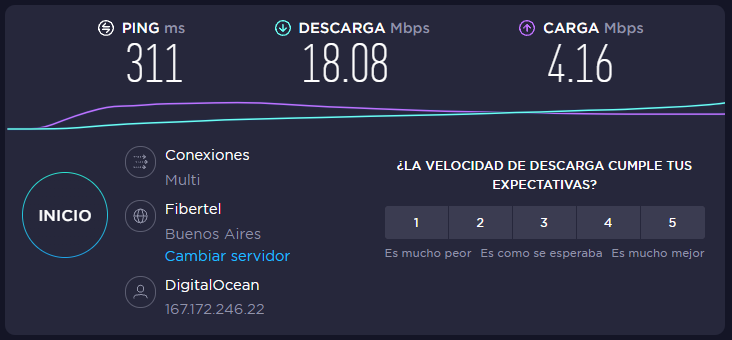 PING ms
DESCARGA Mbps
CARGA Mbps
311
18.08
4.16
INICIO
Conexiones
Multi
Fibertel
Buenos Aires
Cambiar servidor
DigitalOcean
167.172.246.22
¿LA VELOCIDAD DE DESCARGA CUMPLE TUS
EXPECTATIVAS?
1 2 3 4 5
Es mucho peor Es como se esperaba Es mucho mejor